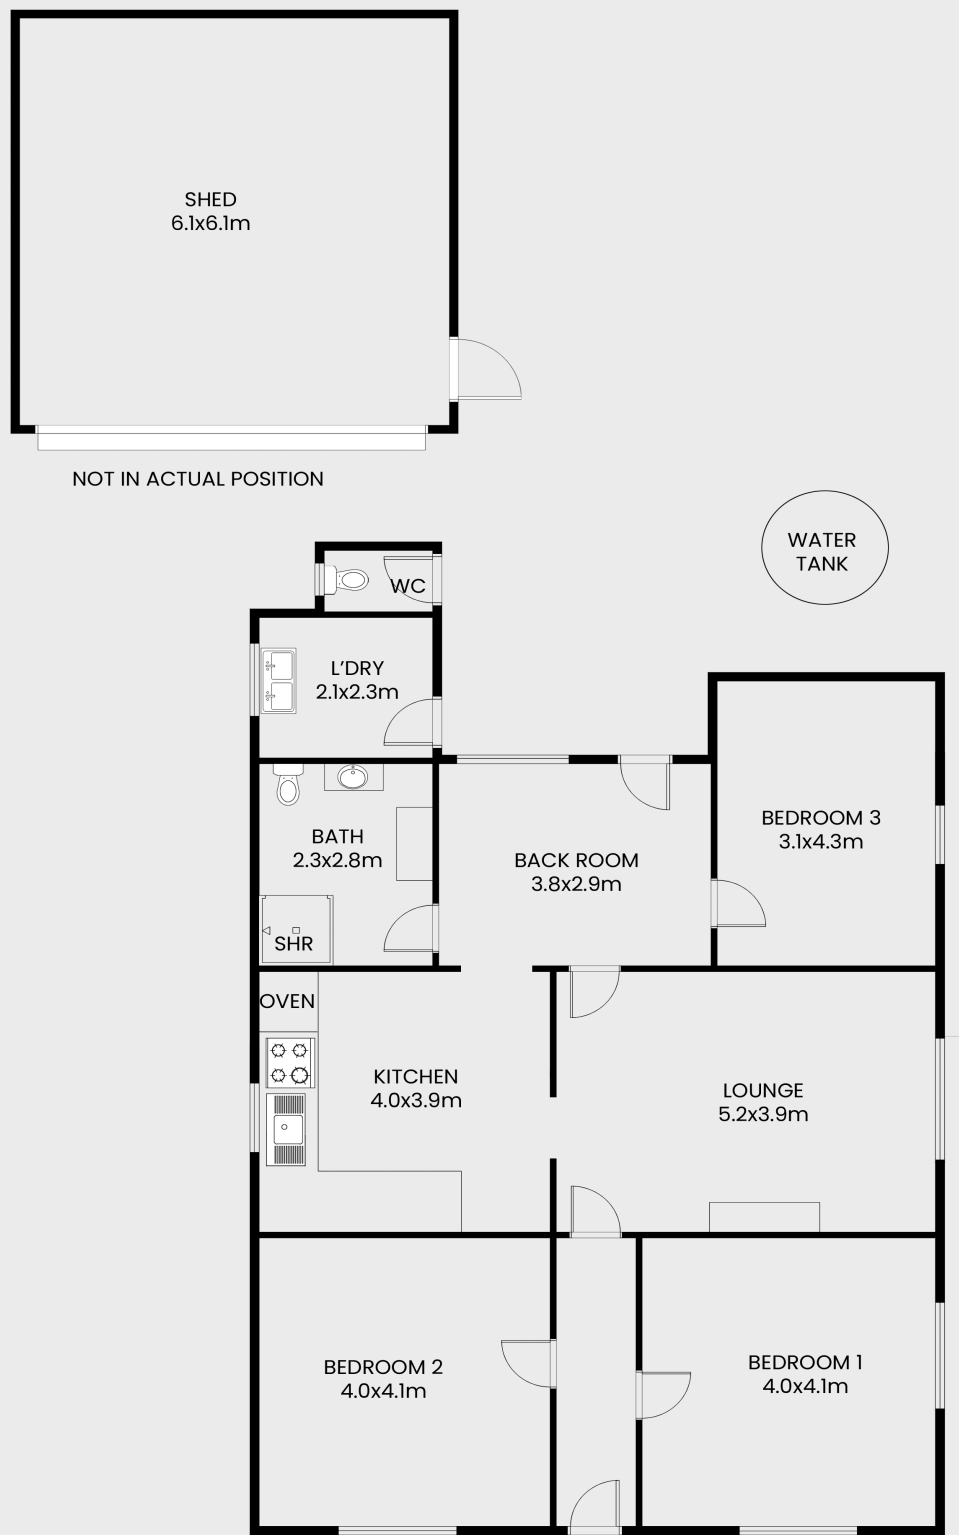 SHED
6.1x6.1m
NOT IN ACTUAL POSITION
WATER
TANK
WC
L’DRY
2.1x2.3m
BATH
2.3x2.8m
SHR
BACK ROOM
3.8x2.9m
BEDROOM 3
3.1x4.3m
OVEN
KITCHEN
4.0x3.9m
LOUNGE
5.2x3.9m
BEDROOM 2
4.0x4.1m
BEDROOM 1
4.0x4.1m